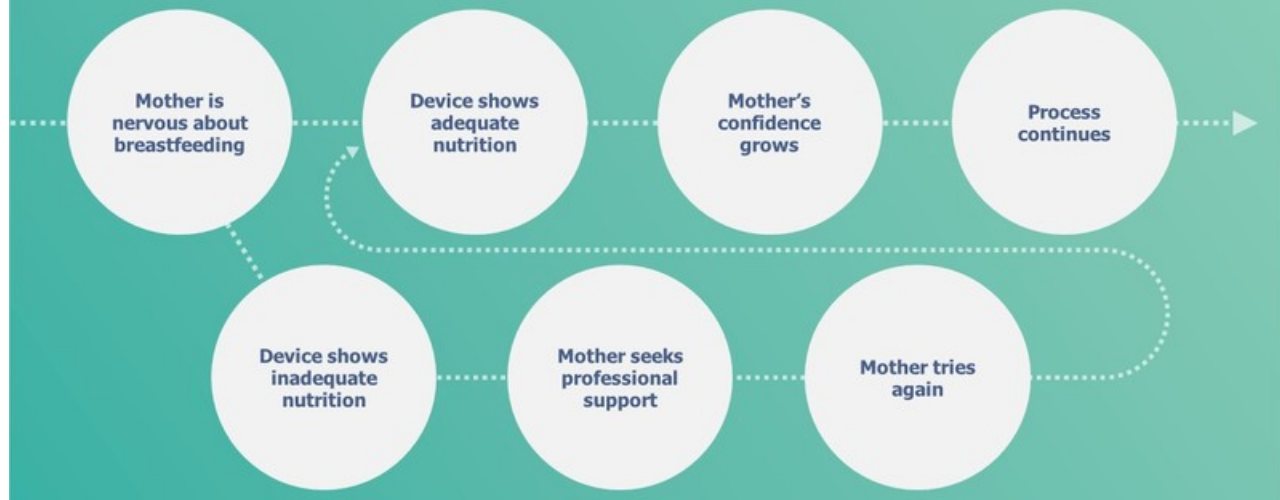 Mother is
nervous about
breastfeeding
Device shows
adequate
nutrition
Mother’s
confidence
grows
Process
continues
Device shows
inadequate
nutrition
Mother seeks
professional
support
Mother tries
again